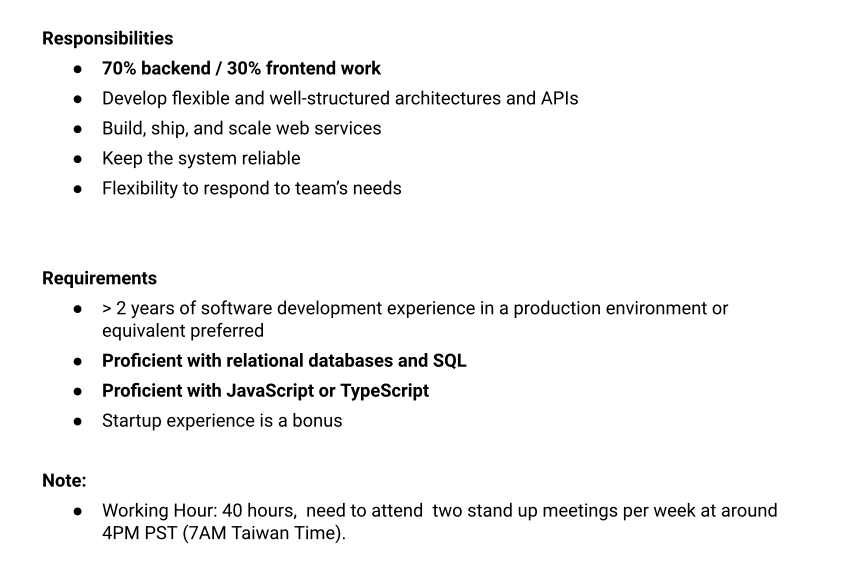 Responsibilities
● 70% backend / 30% frontend work
● Develop flexible and well-structured architectures and APIs
● Build, ship, and scale web services
● Keep the system reliable
● Flexibility to respond to team’s needs
Requirements
● > 2 years of software development experience in a production environment or
equivalent preferred
● Proficient with relational databases and SQL
● Proficient with JavaScript or TypeScript
● Startup experience is a bonus
Note:
● Working Hour: 40 hours,  need to attend  two stand up meetings per week at around
4PM PST (7AM Taiwan Time).